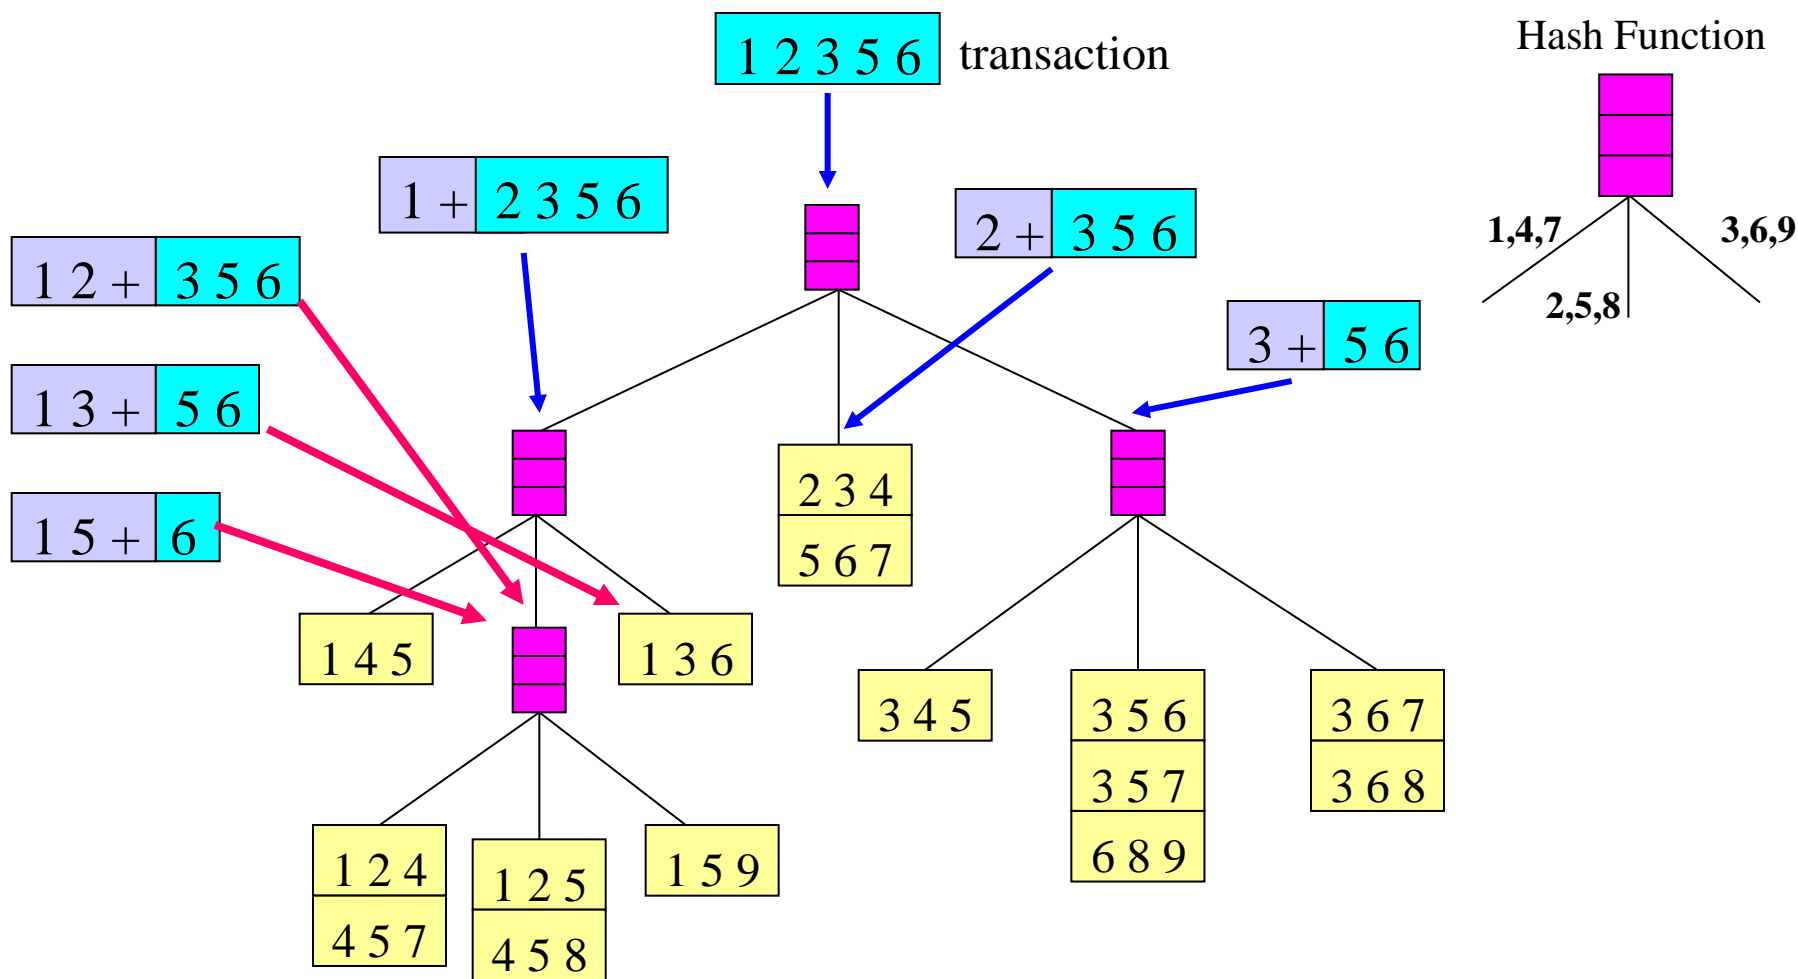 1 2 3 5 6 transaction
Hash Function
1 + 2 3 5 6
2 + 3 5 6
1,4,7
3,6,9
2,5,8
1 2 + 3 5 6
3 + 5 6
1 3 + 5 6
1 5 + 6
2 3 4
5 6 7
1 4 5
1 3 6
3 4 5
3 5 6
3 6 7
3 5 7
3 6 8
6 8 9
1 2 4
1 2 5
1 5 9
4 5 7
4 5 8